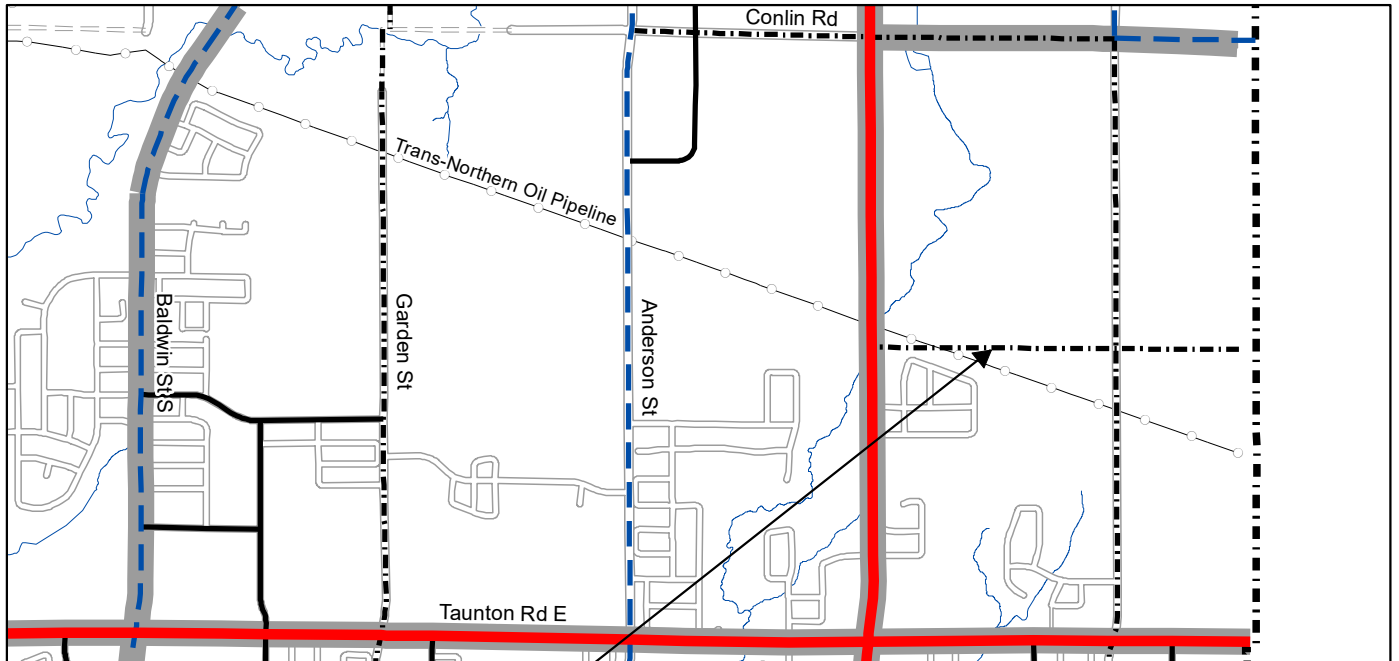 Conlin Rd
Trans-Northern Oil Pipeline
Baldwin St S
Garden St
Anderson St
Taunton Rd E